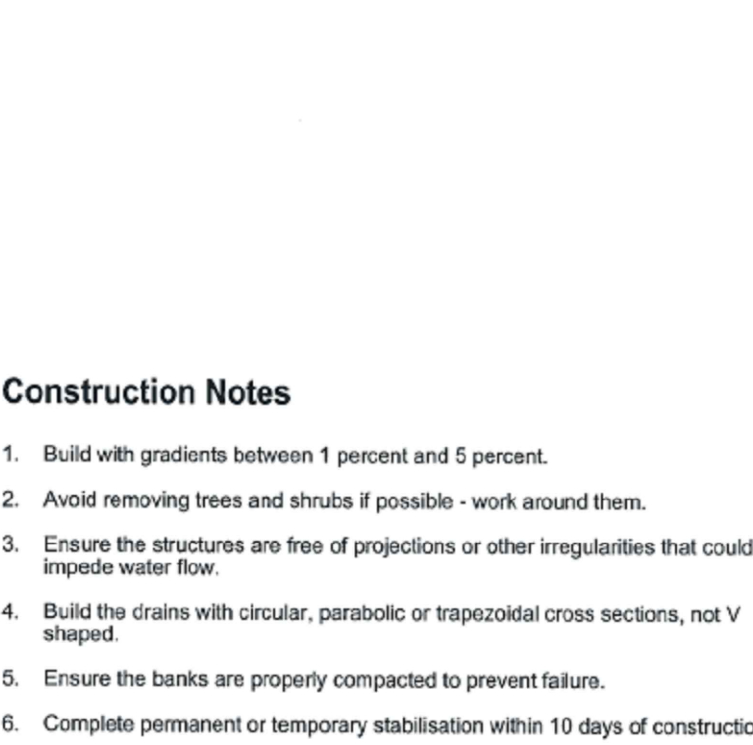 Construction Notes
1. Build with gradients between 1 percent and 5 percent.
2. Avoid removing trees and shrubs if possible - work around them.
3. Ensure the structures are free of projections or other irregularities that could
impede water flow.
4. Build the drains with circular, parabolic or trapezoidal cross sections, not V
shaped.
5. Ensure the banks are properly compacted to prevent failure.
6. Complete permanent or temporary stabilisation within 10 days of constructio